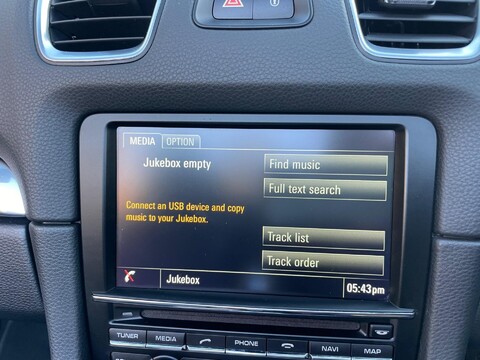 MEDIA OPTION
Jukebox empty
Find music
Full text search
Connect an USB device and copy
music to your Jukebox.
Track list
Track order
Jukebox
05:43pm
TUNER MEDIA PHONE NAVI MAP